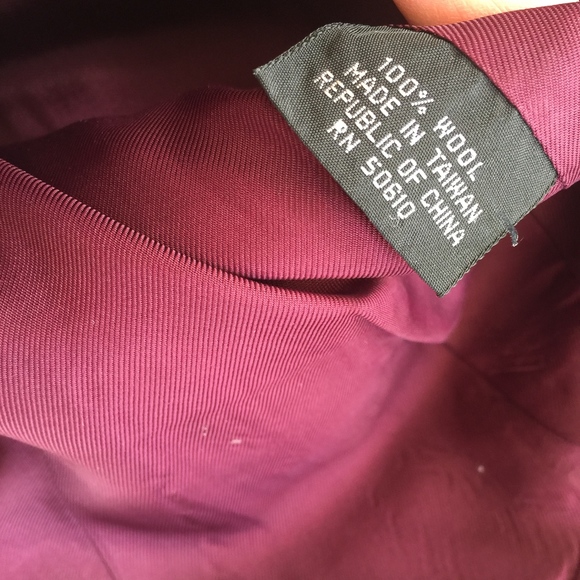 100% WOOL
MADE IN TAIWAN
REPUBLIC OF CHINA
RN 50610